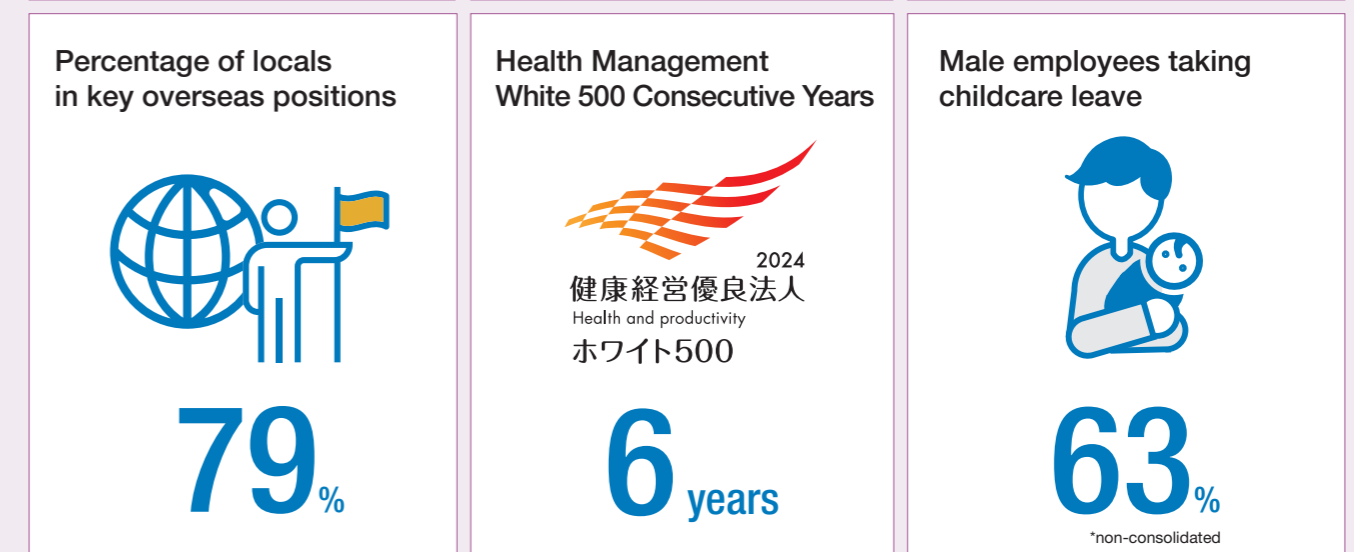 Percentage of locals
in key overseas positions
79%
Health Management
White 500 Consecutive Years
2024
健康経営優良法人
Health and productivity
ホワイト500
6 years
Male employees taking
childcare leave
63%
*non-consolidated